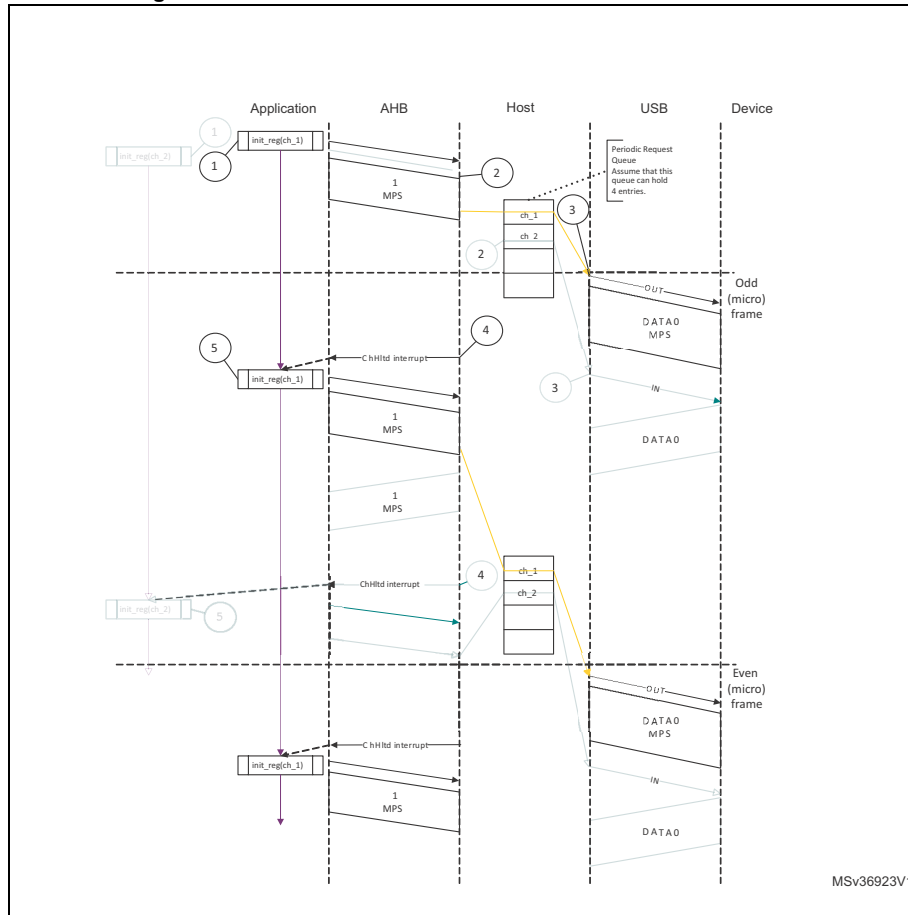 Application AHB Host USB Device
1
init_reg(ch_1)
init_reg(ch_2)
1
Periodic Request
Queue
Assume that this
queue can hold
4 entries.
2
1
MPS
3
ch_1
ch_2
2
Odd
(micro)
frame
OUT
DATA0
MPS
4
5
ChHltd interrupt
init_reg(ch_1)
3
IN
1
MPS
DATA0
1
MPS
ch_1
4
ChHltd interrupt
ch_2
init_reg(ch_2)
5
Even
(micro)
frame
OUT
DATA0
MPS
ChHltd interrupt
init_reg(ch_1)
IN
1
MPS
DATA0